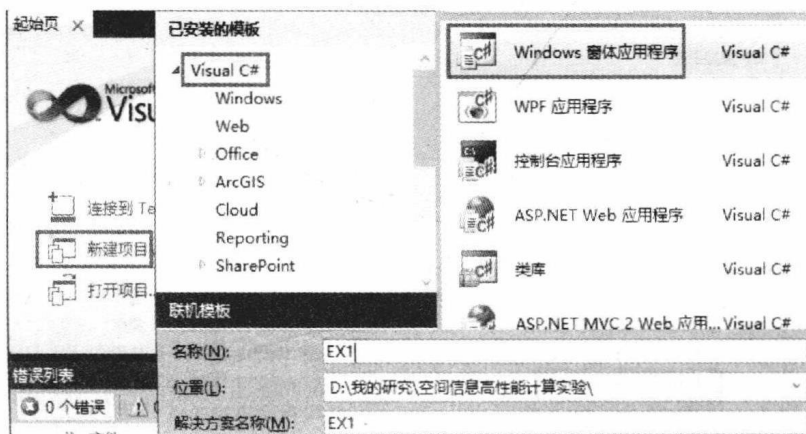 起始页 ×
Microsoft
Visu
连接到 Te
新建项目
打开项目...
错误列表
0 个错误
已安装的模板
Visual C#
Windows
Web
Office
ArcGIS
Cloud
Reporting
SharePoint
联机模板
Windows 窗体应用程序 Visual C#
WPF 应用程序 Visual C#
控制台应用程序 Visual C#
ASP.NET Web 应用程序 Visual C#
类库 Visual C#
ASP.NET MVC 2 Web 应用... Visual C#
名称(N): EX1
位置(L): D:\我的研究\空间信息高性能计算实验\
解决方案名称(M): EX1